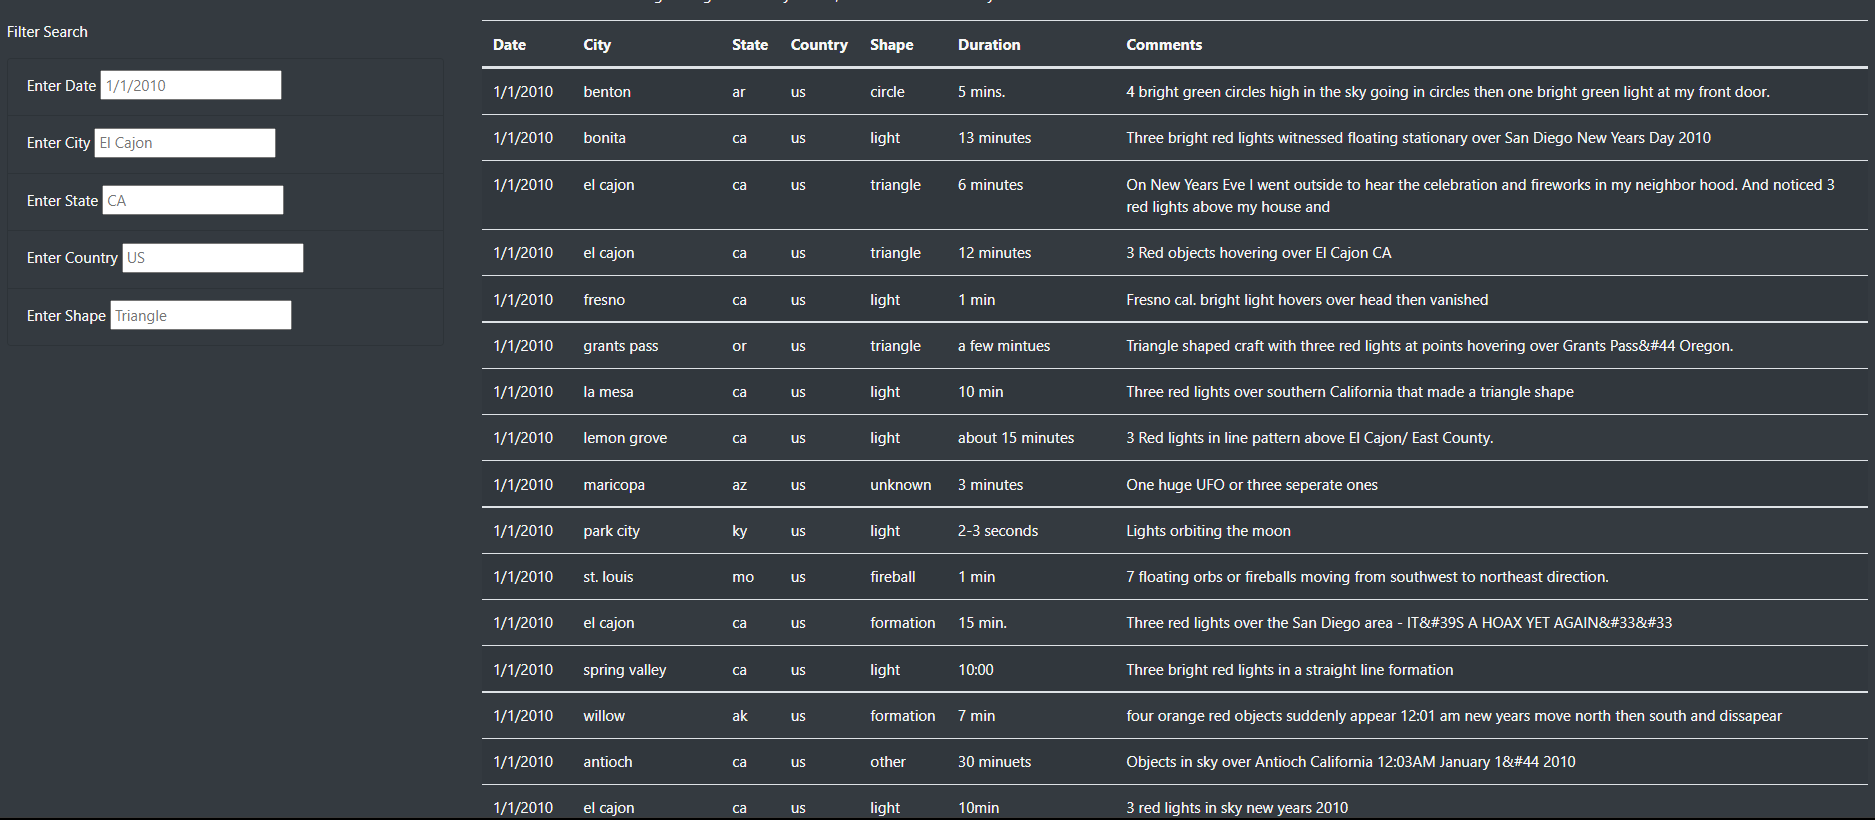 Filter Search
Enter Date 1/1/2010
Enter City El Cajon
Enter State CA
Enter Country US
Enter Shape Triangle
Date City State Country Shape Duration Comments
1/1/2010 benton ar us circle 5 mins. 4 bright green circles high in the sky going in circles then one bright green light at my front door.
1/1/2010 bonita ca us light 13 minutes Three bright red lights witnessed floating stationary over San Diego New Years Day 2010
1/1/2010 el cajon ca us triangle 6 minutes On New Years Eve I went outside to hear the celebration and fireworks in my neighbor hood. And noticed 3
red lights above my house and
1/1/2010 el cajon ca us triangle 12 minutes 3 Red objects hovering over El Cajon CA
1/1/2010 fresno ca us light 1 min Fresno cal. bright light hovers over head then vanished
1/1/2010 grants pass or us triangle a few mintues Triangle shaped craft with three red lights at points hovering over Grants Pass&#44 Oregon.
1/1/2010 la mesa ca us light 10 min Three red lights over southern California that made a triangle shape
1/1/2010 lemon grove ca us light about 15 minutes 3 Red lights in line pattern above El Cajon/ East County.
1/1/2010 maricopa az us unknown 3 minutes One huge UFO or three seperate ones
1/1/2010 park city ky us light 2-3 seconds Lights orbiting the moon
1/1/2010 st. louis mo us fireball 1 min 7 floating orbs or fireballs moving from southwest to northeast direction.
1/1/2010 el cajon ca us formation 15 min. Three red lights over the San Diego area - IT&#39S A HOAX YET AGAIN&#33&#33
1/1/2010 spring valley ca us light 10:00 Three bright red lights in a straight line formation
1/1/2010 willow ak us formation 7 min four orange red objects suddenly appear 12:01 am new years move north then south and dissapear
1/1/2010 antioch ca us other 30 minuets Objects in sky over Antioch California 12:03AM January 1&#44 2010
1/1/2010 el cajon ca us light 10min 3 red lights in sky new years 2010